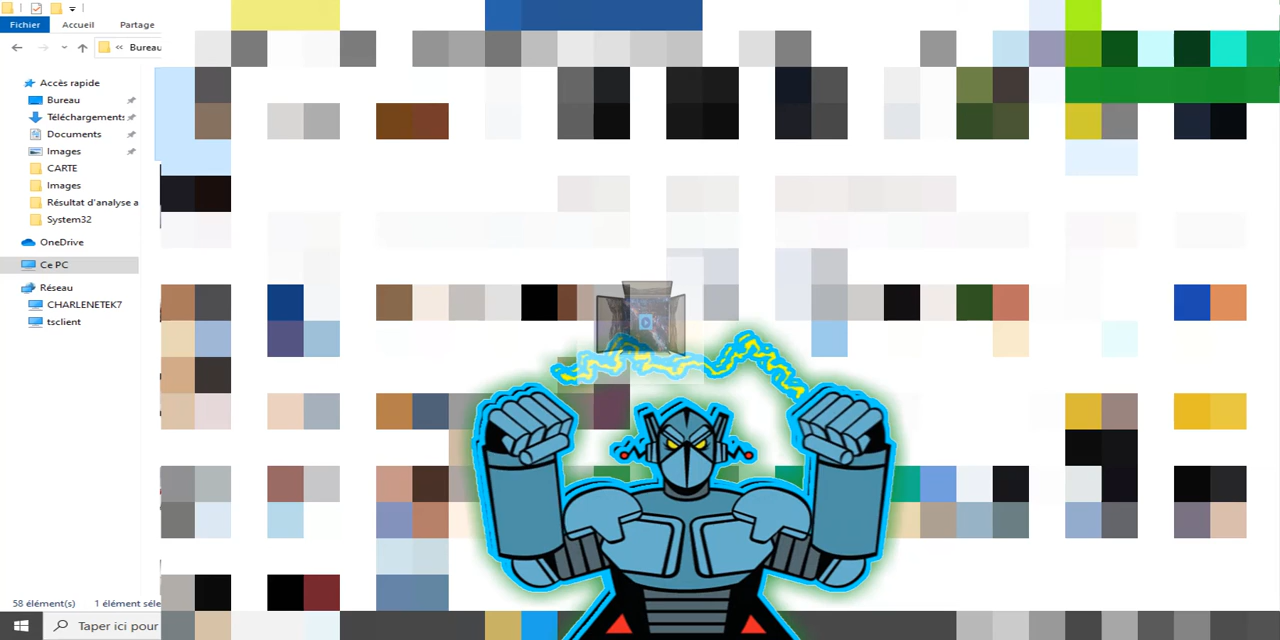 Fichier Accueil Partage
« Bureau
Accès rapide
Bureau
Téléchargements
Documents
Images
CARTE
Images
Résultat d'analyse a
System32
OneDrive
Ce PC
Réseau
CHARLENETEK7
tsclient
58 élément(s) 1 élément séle
Taper ici pour